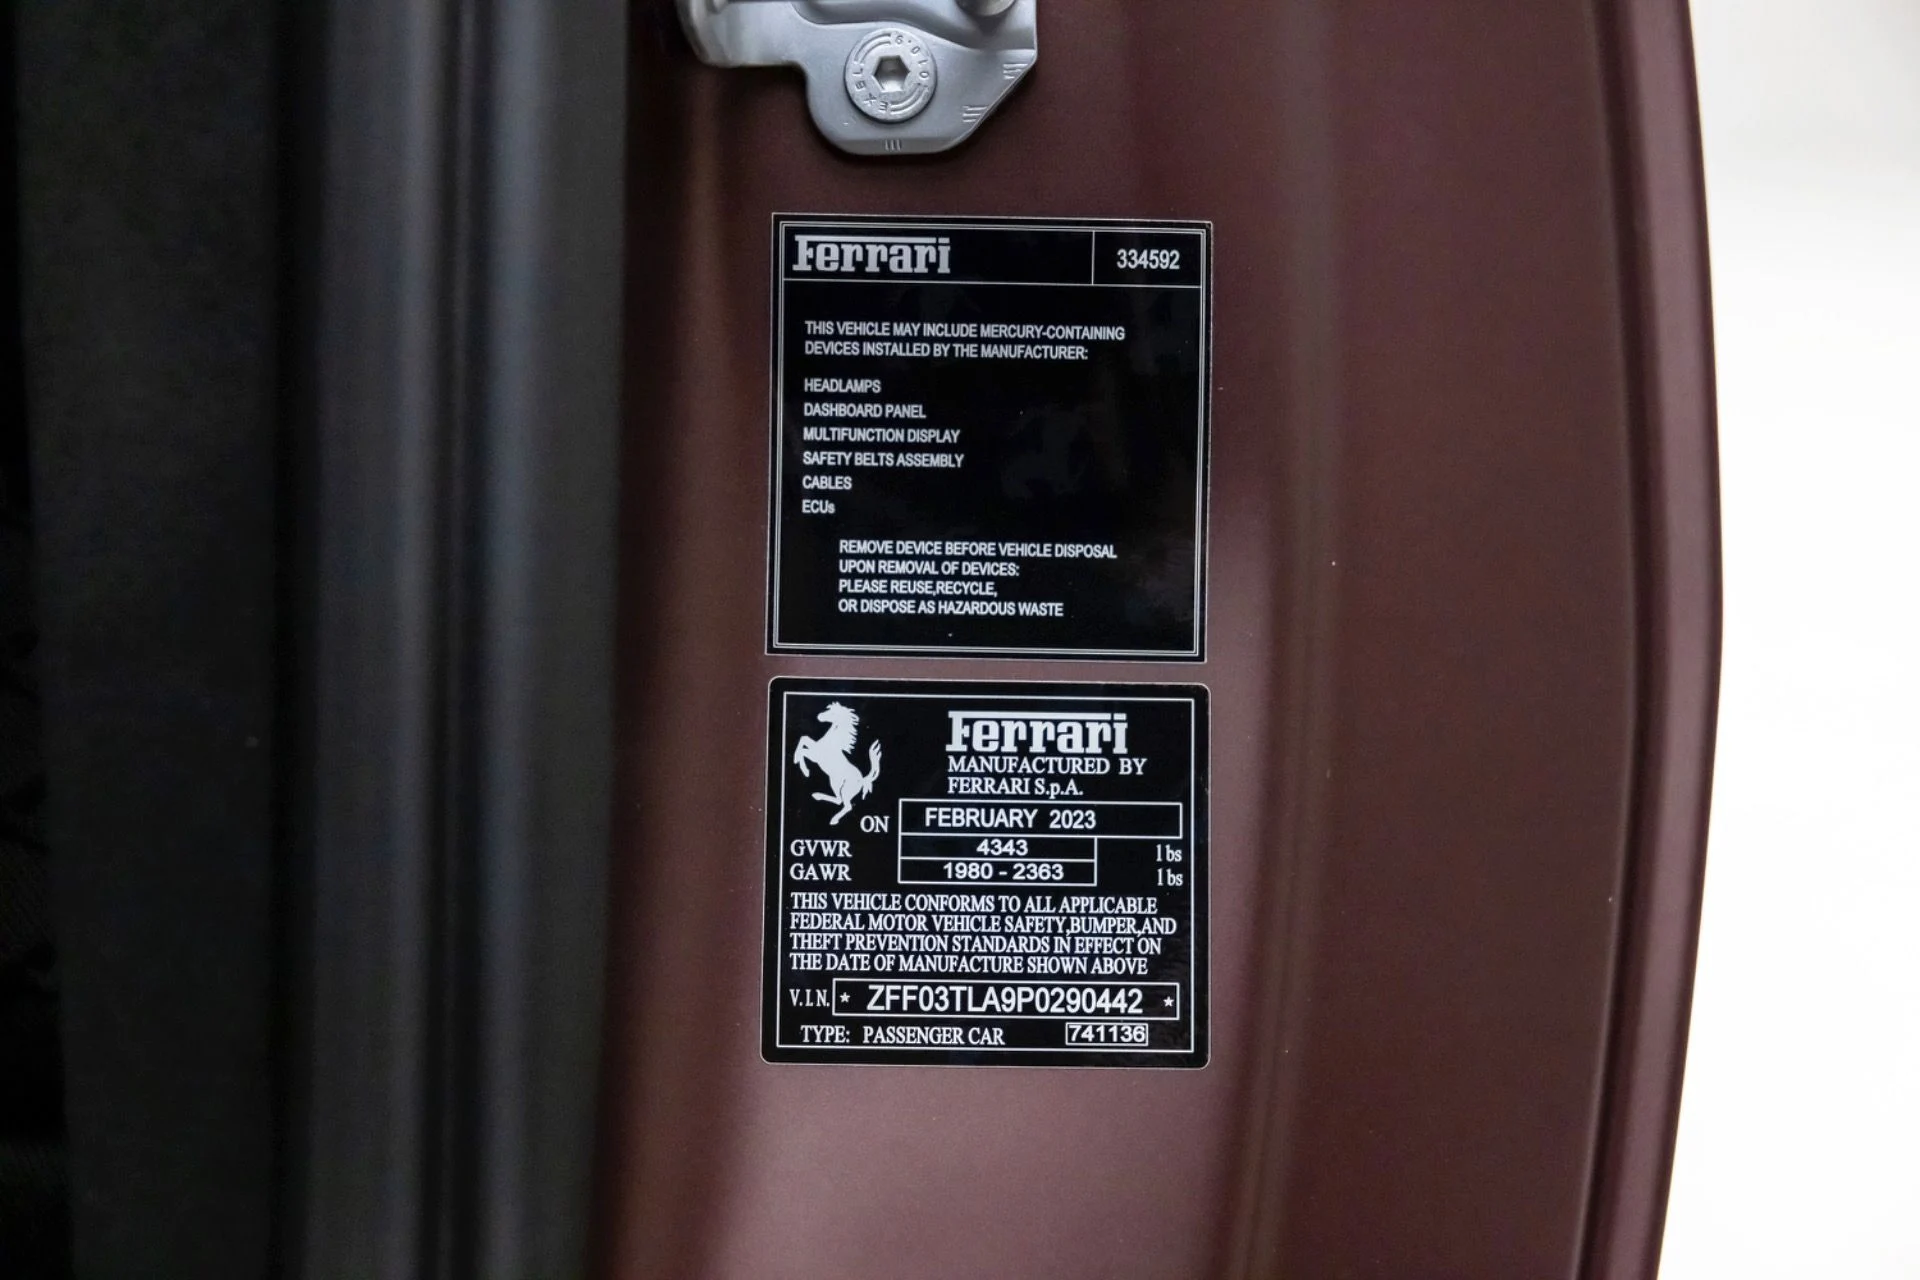 EXB15 010.9
Ferrari 334592
THIS VEHICLE MAY INCLUDE MERCURY-CONTAINING
DEVICES INSTALLED BY THE MANUFACTURER:
HEADLAMPS
DASHBOARD PANEL
MULTIFUNCTION DISPLAY
SAFETY BELTS ASSEMBLY
CABLES
ECUs
REMOVE DEVICE BEFORE VEHICLE DISPOSAL
UPON REMOVAL OF DEVICES:
PLEASE REUSE,RECYCLE,
OR DISPOSE AS HAZARDOUS WASTE
Ferrari
MANUFACTURED BY
FERRARI S.p.A.
ON FEBRUARY 2023
GVWR 4343 lbs
GAWR 1980 - 2363 lbs
THIS VEHICLE CONFORMS TO ALL APPLICABLE
FEDERAL MOTOR VEHICLE SAFETY,BUMPER,AND
THEFT PREVENTION STANDARDS IN EFFECT ON
THE DATE OF MANUFACTURE SHOWN ABOVE
V.I.N. * ZFF03TLA9P0290442 *
TYPE: PASSENGER CAR 741136